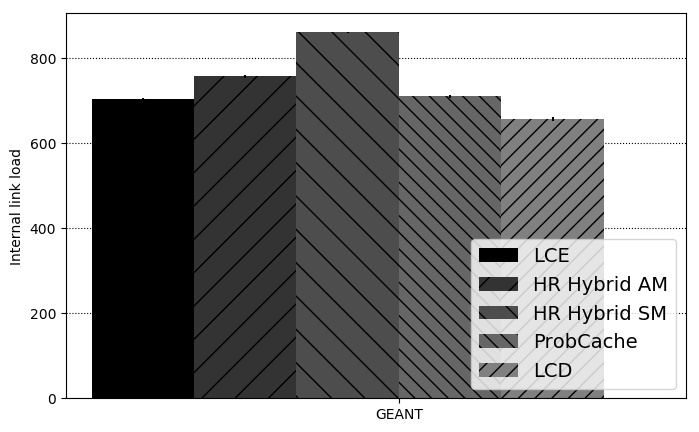 Internal link load
800
600
400
200
0
GEANT
LCE
HR Hybrid AM
HR Hybrid SM
ProbCache
LCD